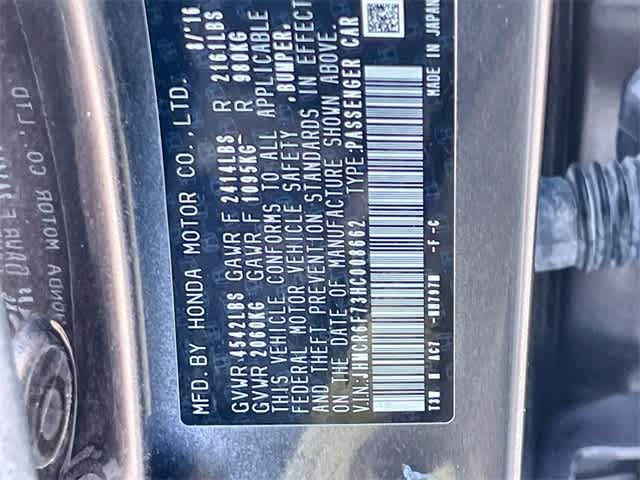 MFD.BY HONDA MOTOR CO.,LTD. 8/'16
GVWR 4542LBS GAWR F 2414LBS R 2161LBS
GVWR 2060KG GAWR F 1095KG R 980KG
THIS VEHICLE CONFORMS TO ALL APPLICABLE
FEDERAL MOTOR VEHICLE SAFETY ,BUMPER,
AND THEFT PREVENTION STANDARDS IN EFFECT
ON THE DATE OF MANUFACTURE SHOWN ABOVE.
V.I.N.:JHMCR6F73HC008662 TYPE:PASSENGER CAR
-F -C MADE IN JAPAN